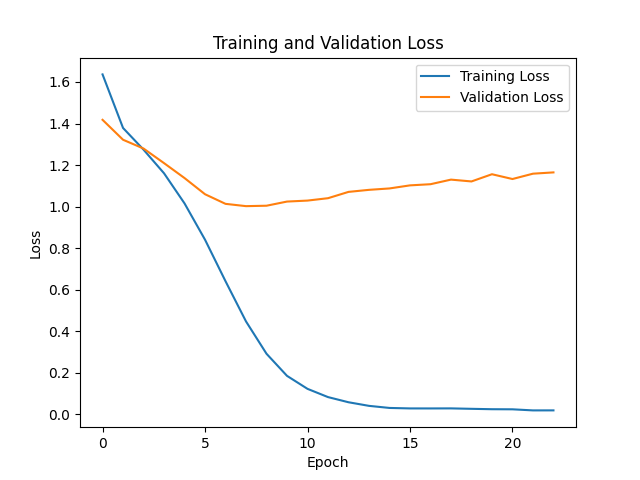 Training and Validation Loss
Training Loss
Validation Loss
1.6
1.4
1.2
1.0
0.8
0.6
0.4
0.2
0.0
Loss
0 5 10 15 20
Epoch